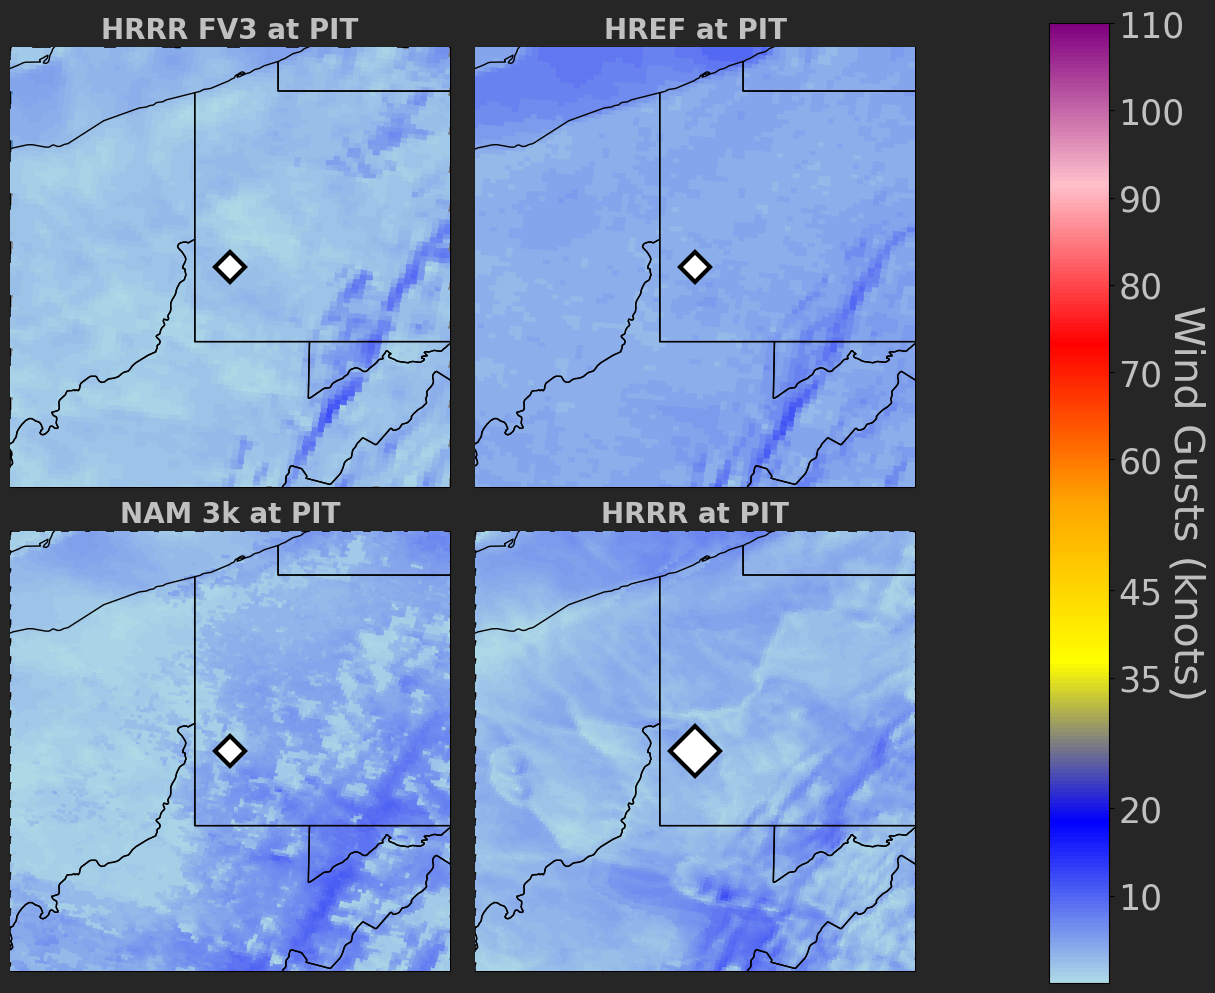 HRRR FV3 at PIT
HREF at PIT
NAM 3k at PIT
HRRR at PIT
110
100
90
80
70
60
45
35
20
10
Wind Gusts (knots)